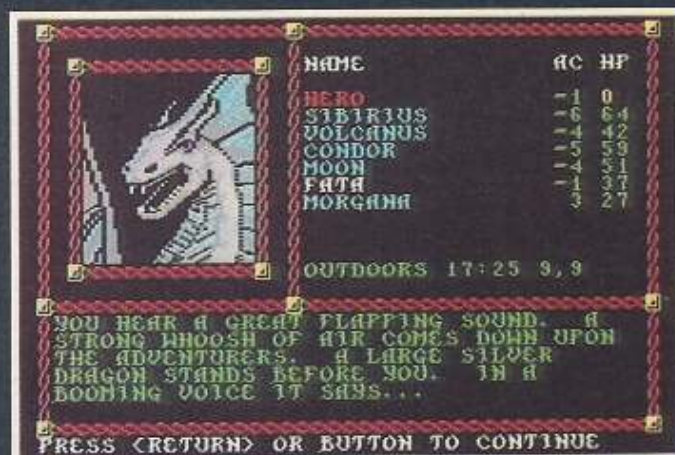 NAME AC HP
HERO -1 0
SIBIRIUS -6 64
VOLCANUS -4 42
CONDOR -5 59
MOON -4 51
FATA -1 37
MORGANA 3 27
OUTDOORS 17:25 9,9
YOU HEAR A GREAT FLAPPING SOUND. A
STRONG WHOOSH OF AIR COMES DOWN UPON
THE ADVENTURERS. A LARGE SILVER
DRAGON STANDS BEFORE YOU. IN A
BOOMING VOICE IT SAYS...
PRESS <RETURN> OR BUTTON TO CONTINUE